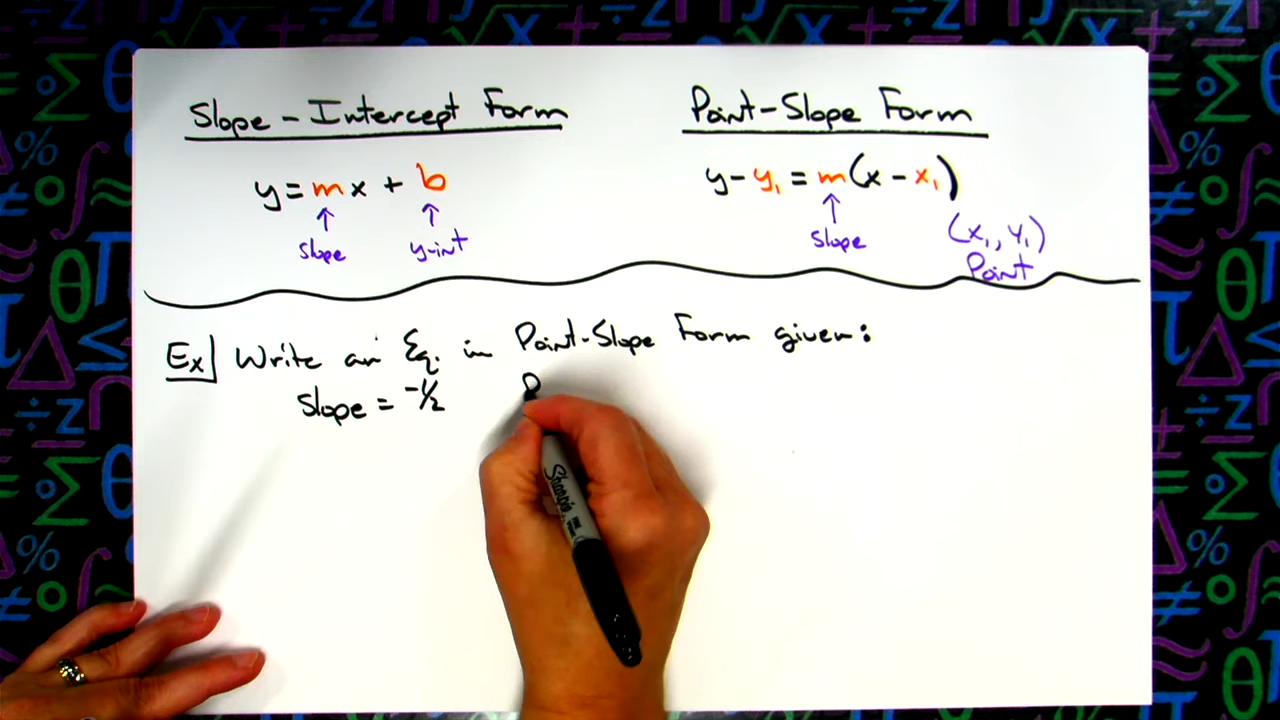 Slope-Intercept Form
y = mx + b
↑ ↑
slope y-int
Point-Slope Form
y - y₁ = m(x - x₁)
↑
slope
(x₁, y₁)
Point
Ex Write an Eq. in Point-Slope Form given:
Slope = -1/2 P
Sharpie